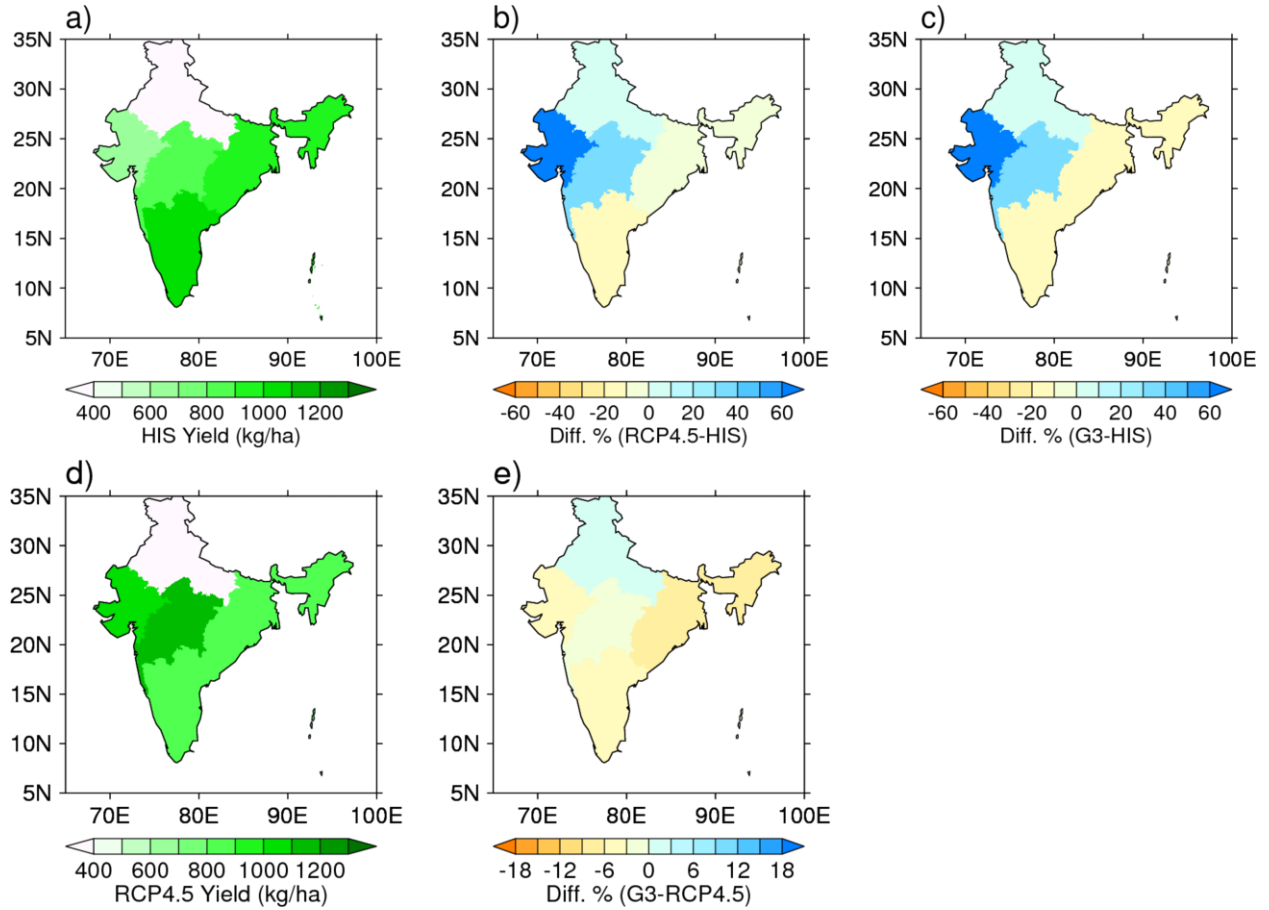 a)
35N
30N
25N
20N
15N
10N
5N
70E 80E 90E 100E
400 600 800 1000 1200
HIS Yield (kg/ha)
b)
35N
30N
25N
20N
15N
10N
5N
70E 80E 90E 100E
-60 -40 -20 0 20 40 60
Diff. % (RCP4.5-HIS)
c)
35N
30N
25N
20N
15N
10N
5N
70E 80E 90E 100E
-60 -40 -20 0 20 40 60
Diff. % (G3-HIS)
d)
35N
30N
25N
20N
15N
10N
5N
70E 80E 90E 100E
400 600 800 1000 1200
RCP4.5 Yield (kg/ha)
e)
35N
30N
25N
20N
15N
10N
5N
70E 80E 90E 100E
-18 -12 -6 0 6 12 18
Diff. % (G3-RCP4.5)